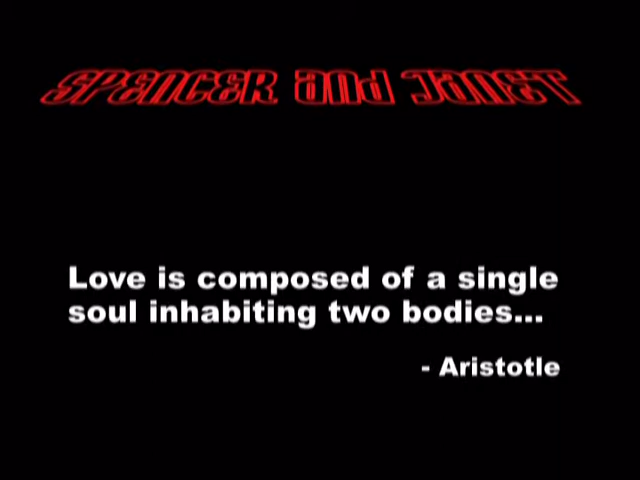 SPENCER and JANET
Love is composed of a single
soul inhabiting two bodies...
- Aristotle